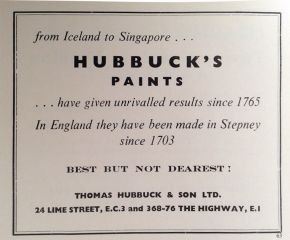 from Iceland to Singapore . . .
HUBBUCK'S
PAINTS
. . . have given unrivalled results since 1765
In England they have been made in Stepney
since 1703
BEST BUT NOT DEAREST!
THOMAS HUBBUCK & SON LTD.
24 LIME STREET, E.C.3 and 368-76 THE HIGHWAY, E.1